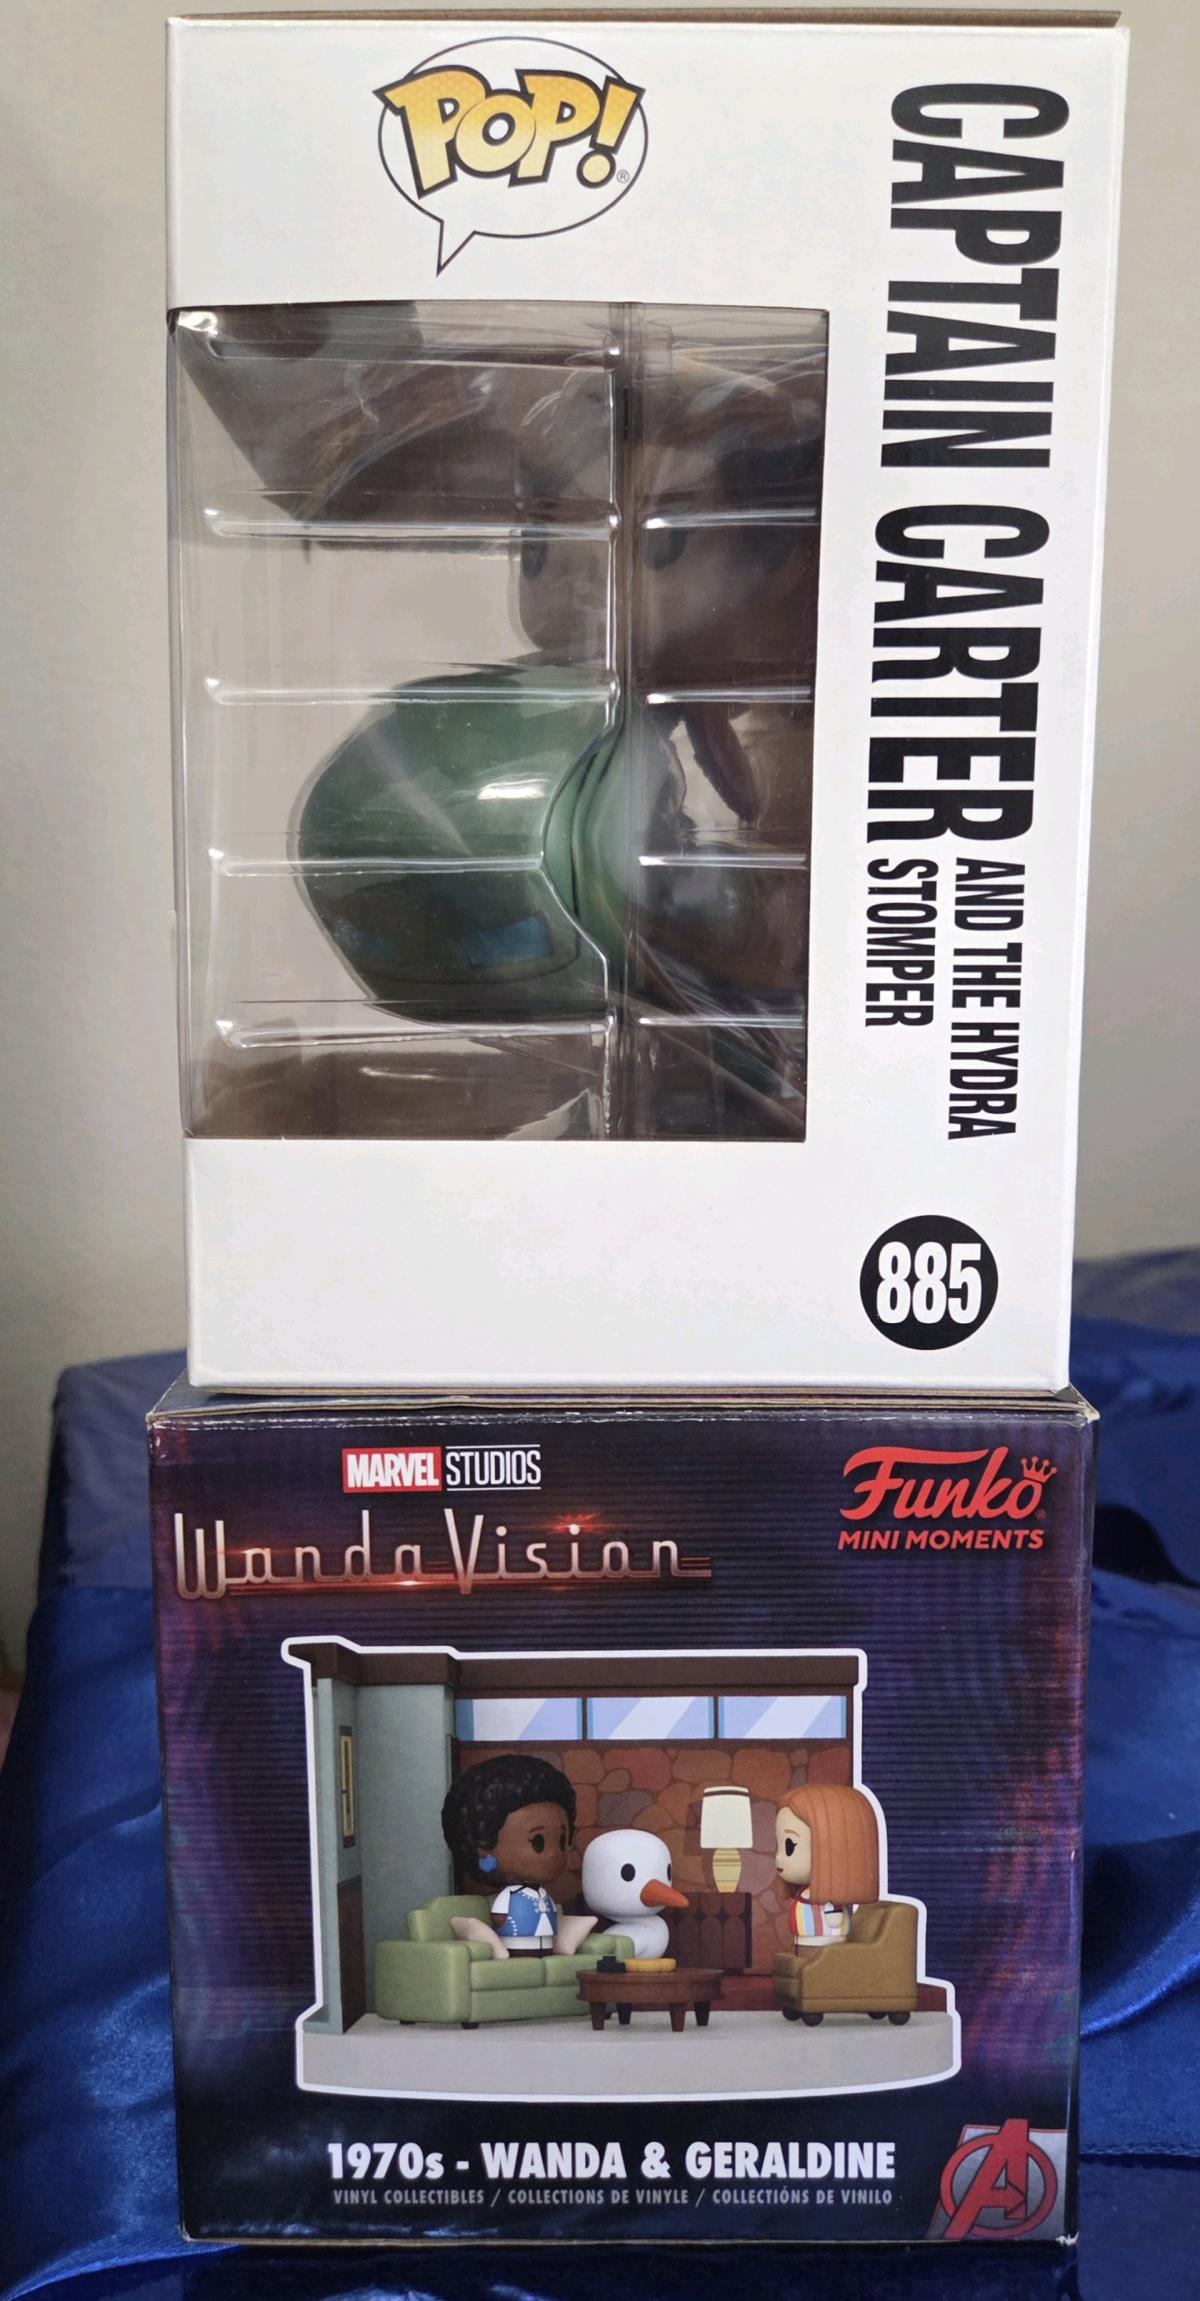 POP!®
CAPTAIN CARTER AND THE HYDRA
STOMPER
885
MARVEL STUDIOS
Funko®
MINI MOMENTS
WandaVision
1970s - WANDA & GERALDINE
VINYL COLLECTIBLES / COLLECTIONS DE VINYLE / COLLECTIÓNS DE VINILO